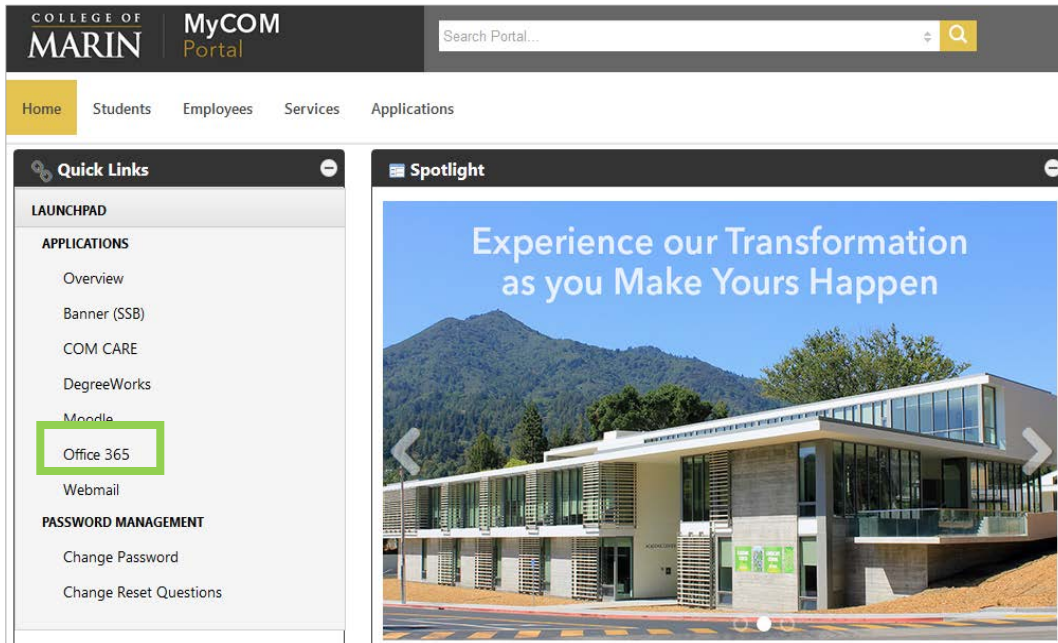 COLLEGE OF
MARIN
MyCOM
Portal
Search Portal...
Home Students Employees Services Applications
Quick Links
LAUNCHPAD
APPLICATIONS
Overview
Banner (SSB)
COM CARE
DegreeWorks
Moodle
Office 365
Webmail
PASSWORD MANAGEMENT
Change Password
Change Reset Questions
Spotlight
Experience our Transformation
as you Make Yours Happen